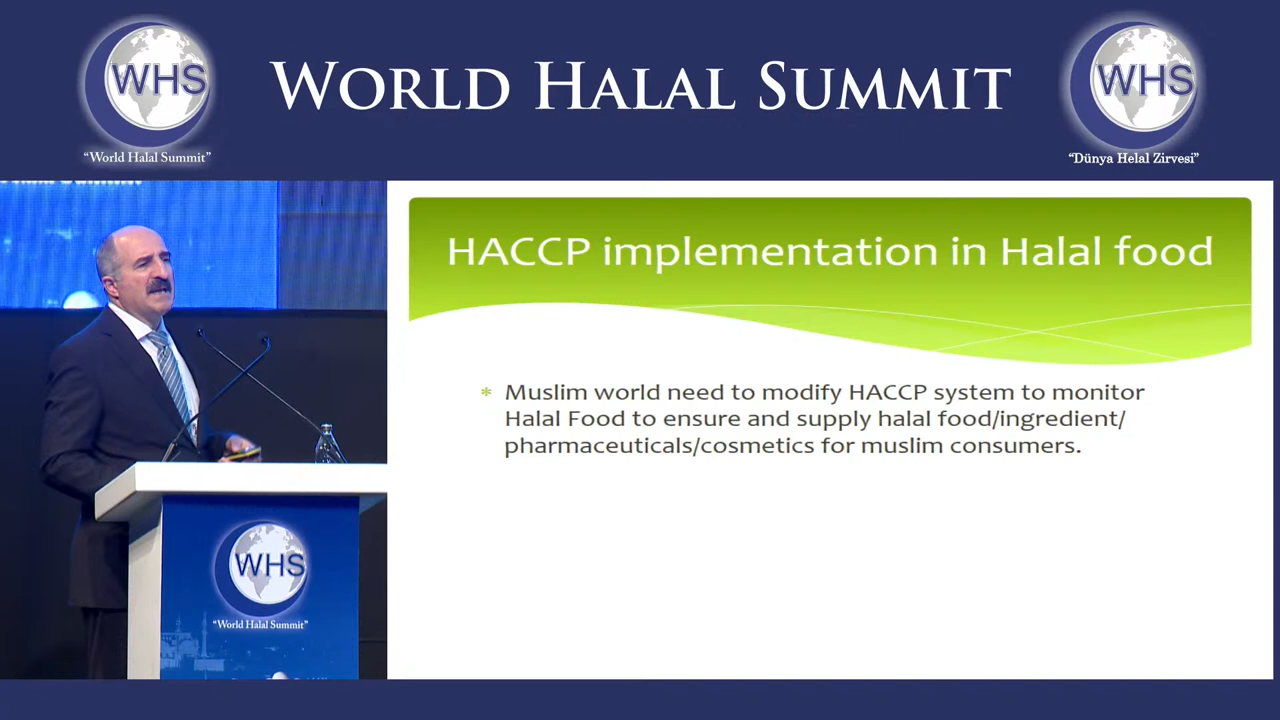 WHS
"World Halal Summit"
WORLD HALAL SUMMIT
WHS
"Dünya Helal Zirvesi"
HACCP implementation in Halal food
* Muslim world need to modify HACCP system to monitor
Halal Food to ensure and supply halal food/ingredient/
pharmaceuticals/cosmetics for muslim consumers.
WHS
"World Halal Summit"